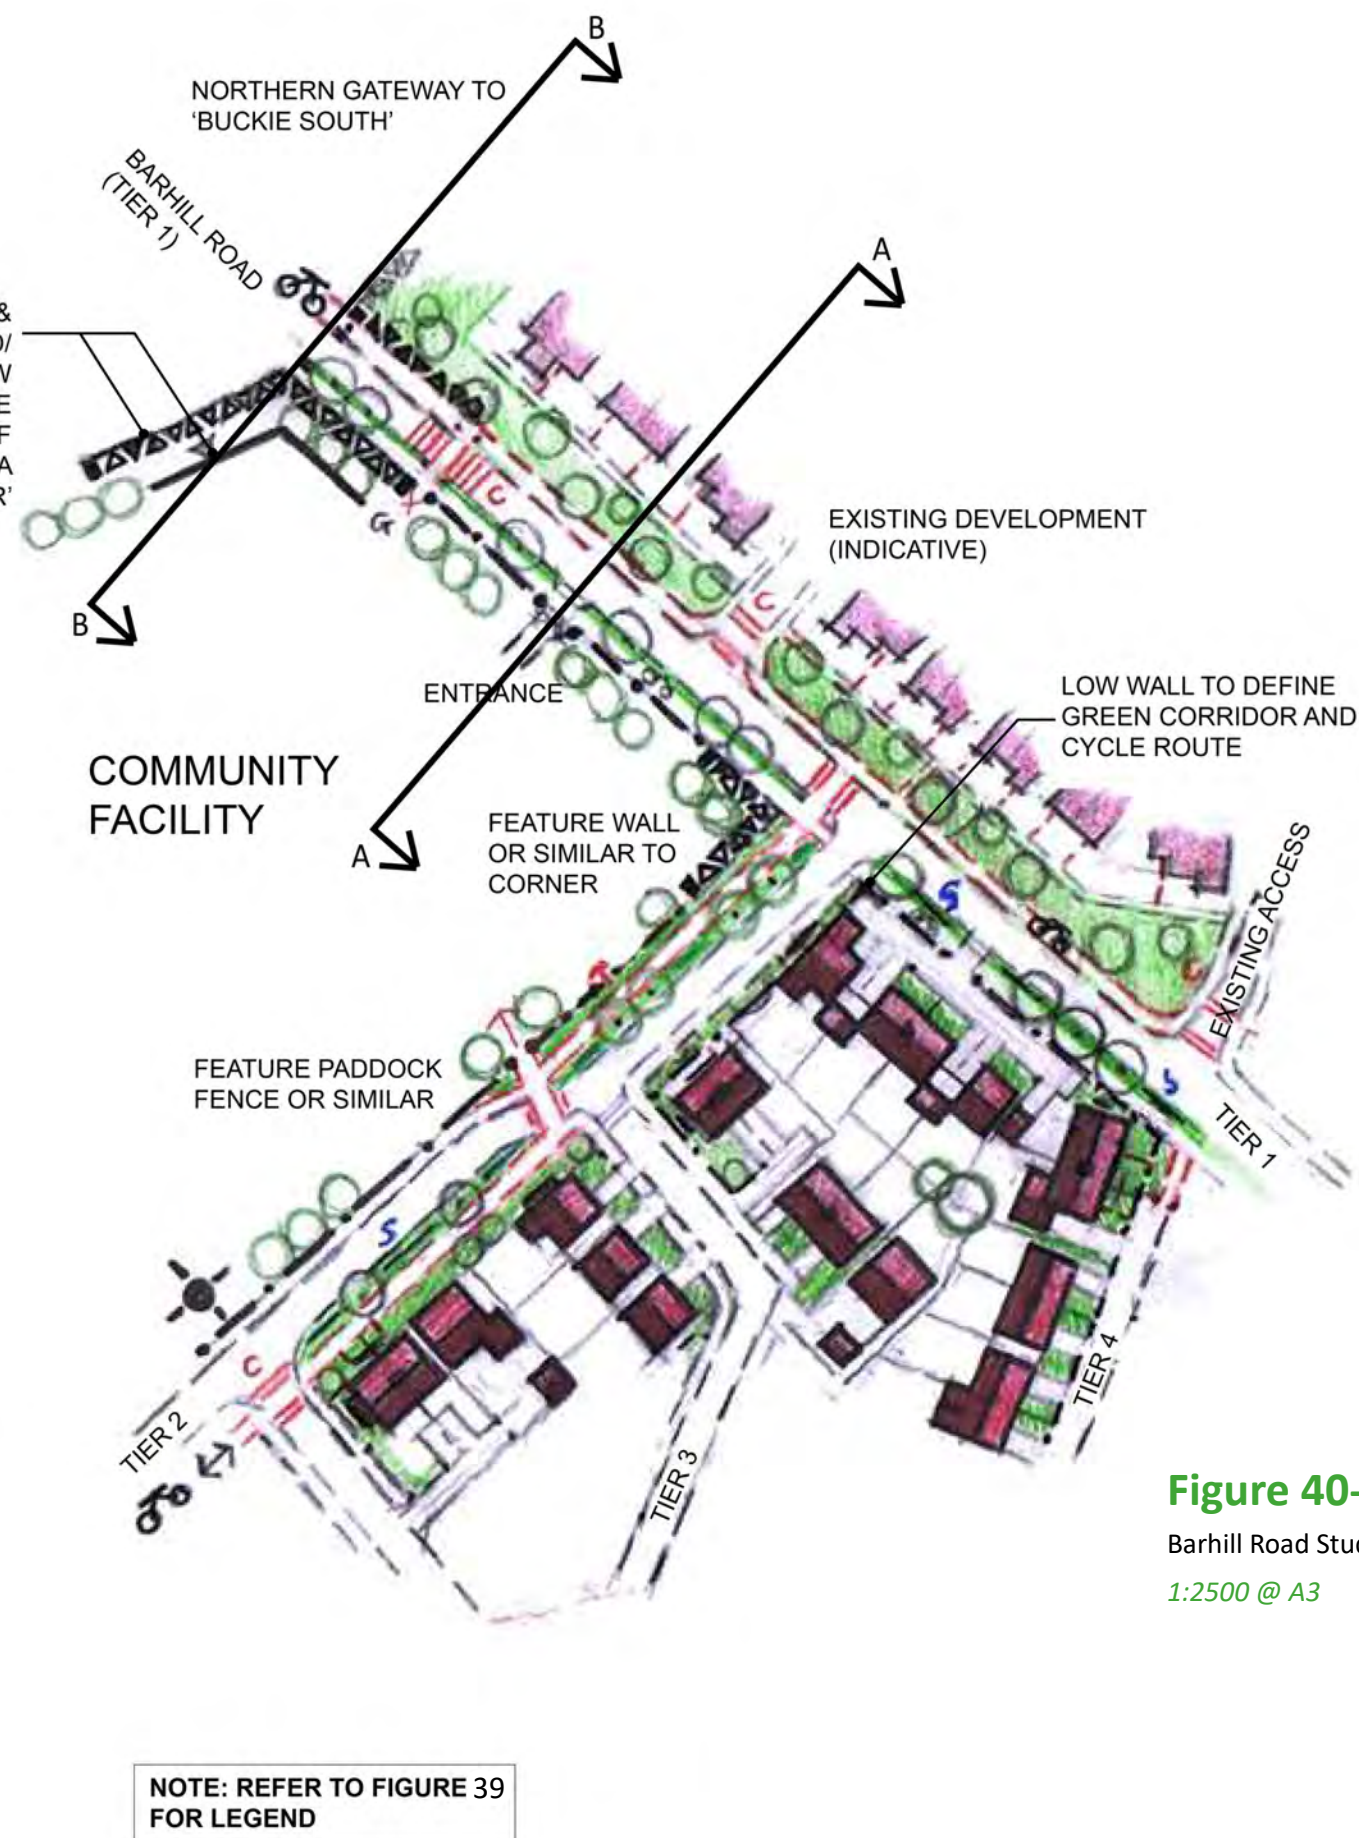 B
NORTHERN GATEWAY TO
‘BUCKIE SOUTH’
BARHILL ROAD
(TIER 1)
A
&
O/
W
E
F
A
R’
C
G
EXISTING DEVELOPMENT
(INDICATIVE)
C
B
ENTRANCE
LOW WALL TO DEFINE
GREEN CORRIDOR AND
CYCLE ROUTE
COMMUNITY
FACILITY
A
FEATURE WALL
OR SIMILAR TO
CORNER
EXISTING ACCESS
S
FEATURE PADDOCK
FENCE OR SIMILAR
S
TIER 1
S
C
TIER 2
TIER 3
TIER 4
Figure 40-
Barhill Road Stu
1:2500 @ A3
NOTE: REFER TO FIGURE 39
FOR LEGEND